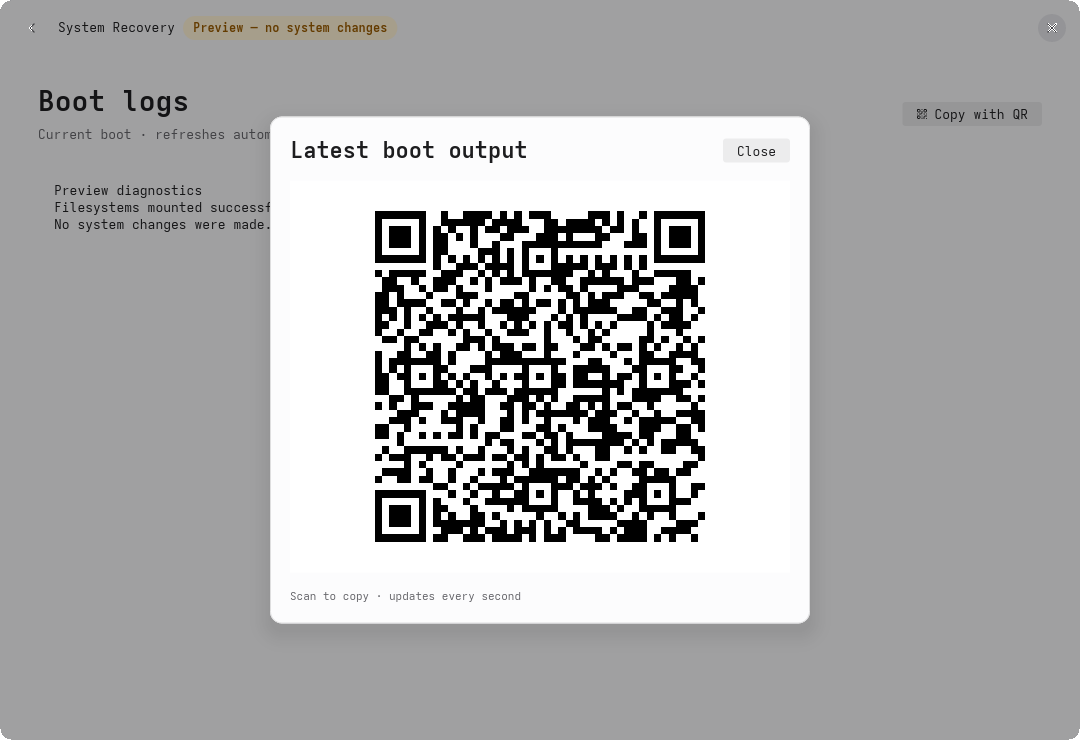 System Recovery
Preview — no system changes
Boot logs
Copy with QR
Current boot · refreshes autom
Latest boot output
Close
Preview diagnostics
Filesystems mounted successf
No system changes were made.
Scan to copy · updates every second